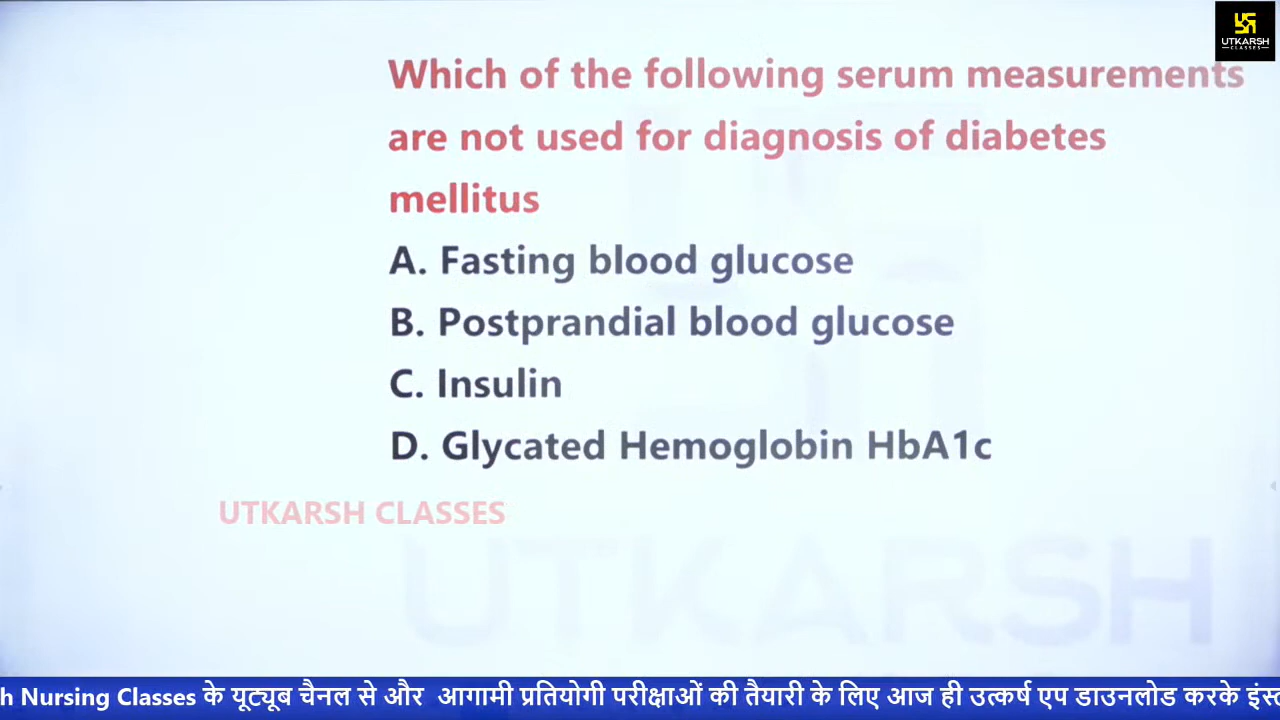 UTKARSH
CLASSES
Which of the following serum measurements
are not used for diagnosis of diabetes
mellitus
A. Fasting blood glucose
B. Postprandial blood glucose
C. Insulin
D. Glycated Hemoglobin HbA1c
UTKARSH CLASSES
UTKARSH
h Nursing Classes के यूट्यूब चैनल से और आगामी प्रतियोगी परीक्षाओं की तैयारी के लिए आज ही उत्कर्ष एप डाउनलोड करके